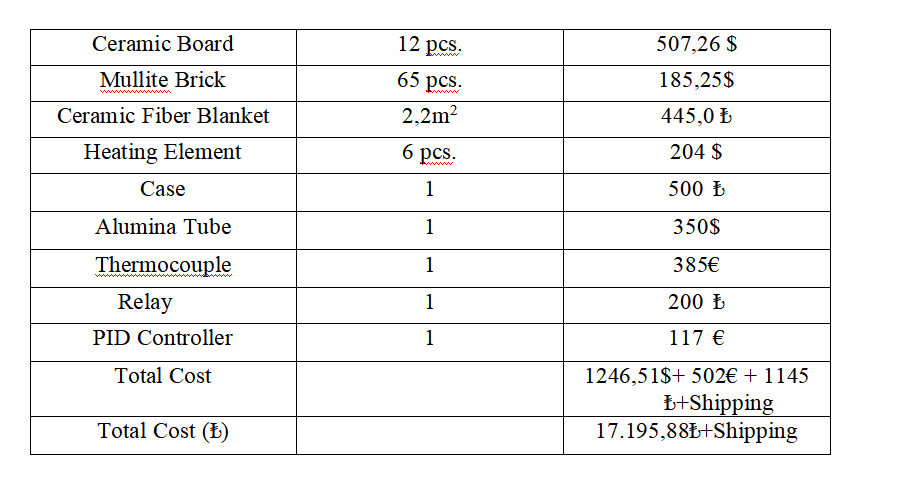 Ceramic Board 12 pcs. 507,26 $
Mullite Brick 65 pcs. 185,25$
Ceramic Fiber Blanket 2,2m² 445,0 ₺
Heating Element 6 pcs. 204 $
Case 1 500 ₺
Alumina Tube 1 350$
Thermocouple 1 385€
Relay 1 200 ₺
PID Controller 1 117 €
Total Cost 1246,51$+ 502€ + 1145
₺+Shipping
Total Cost (₺) 17.195,88₺+Shipping